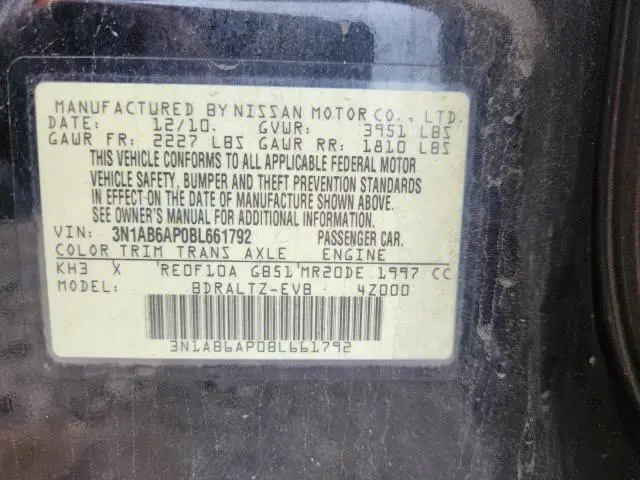 MANUFACTURED BY NISSAN MOTOR CO., LTD.
DATE: 12/10. GVWR: 3951 LBS
GAWR FR: 2227 LBS GAWR RR: 1810 LBS
THIS VEHICLE CONFORMS TO ALL APPLICABLE FEDERAL MOTOR
VEHICLE SAFETY, BUMPER AND THEFT PREVENTION STANDARDS
IN EFFECT ON THE DATE OF MANUFACTURE SHOWN ABOVE.
SEE OWNER'S MANUAL FOR ADDITIONAL INFORMATION.
VIN: 3N1AB6AP0BL661792 PASSENGER CAR.
COLOR TRIM TRANS AXLE ENGINE
KH3 X 'RE0F10A GB51'MR20DE 1997 CC
MODEL: BDRALTZ-EVB 4Z000
3N1AB6AP0BL661792